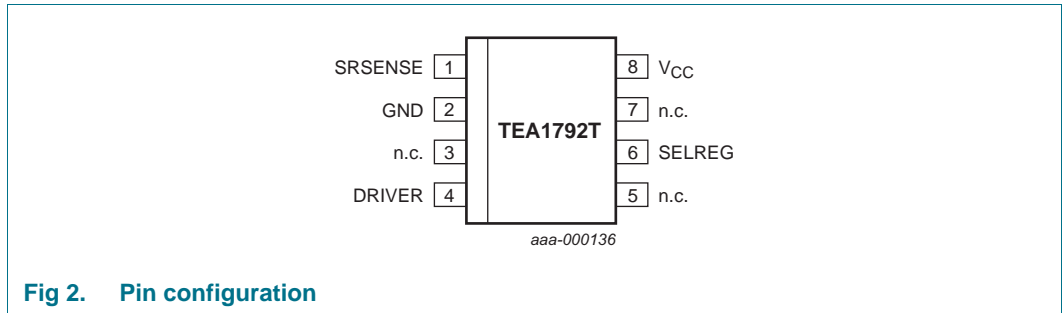 SRSENSE 1 8 VCC
GND 2 7 n.c.
TEA1792T
n.c. 3 6 SELREG
DRIVER 4 5 n.c.
aaa-000136
Fig 2. Pin configuration